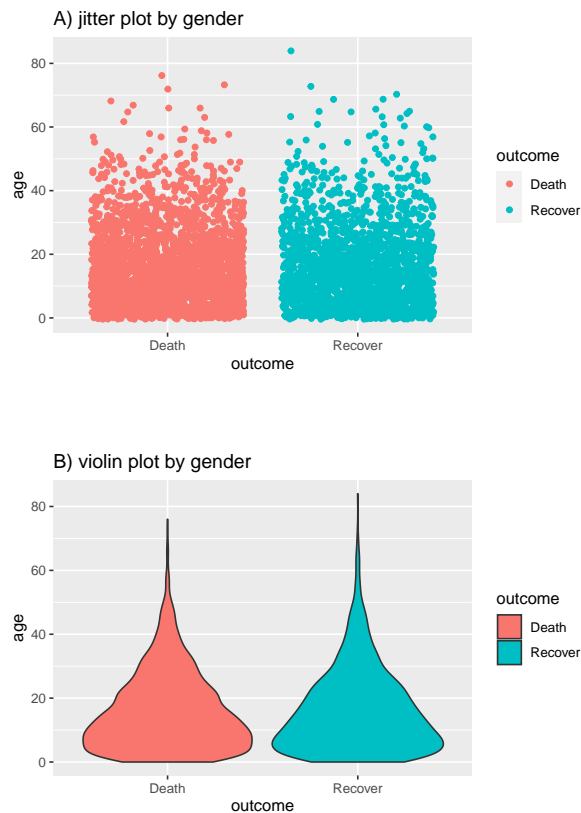 A) jitter plot by gender
80
60
40
20
0
age
Death
Recover
outcome
outcome
Death
Recover
B) violin plot by gender
80
60
40
20
0
age
Death
Recover
outcome
outcome
Death
Recover